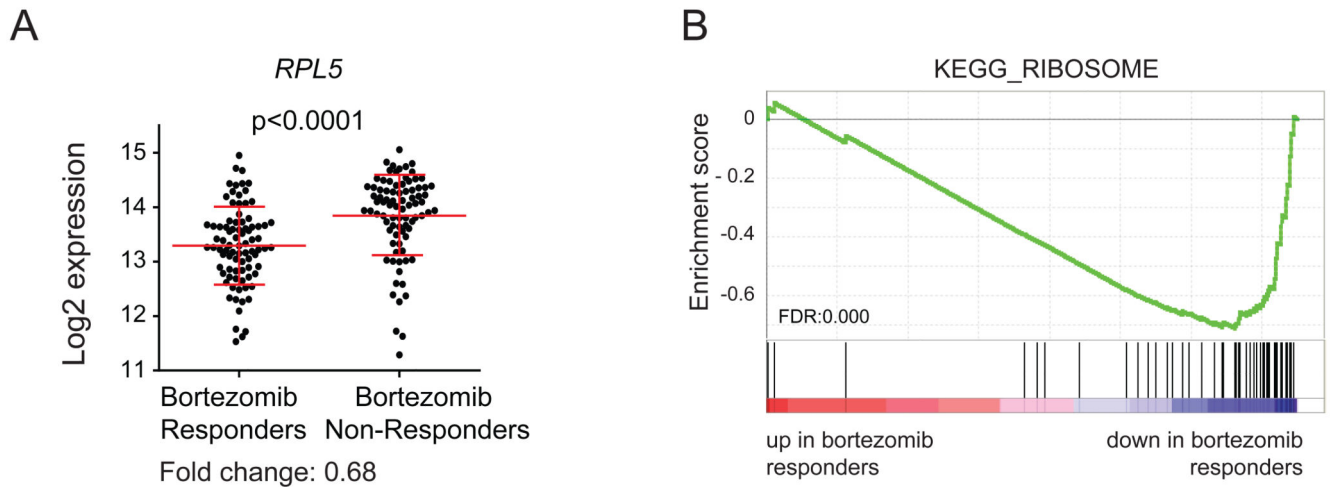 A
RPL5
p<0.0001
Log2 expression
15
14
13
12
11
Bortezomib
Responders
Bortezomib
Non-Responders
Fold change: 0.68
B
KEGG_RIBOSOME
Enrichment score
0
- 0.2
-0.4
-0.6
FDR:0.000
up in bortezomib
responders
down in bortezomib
responders